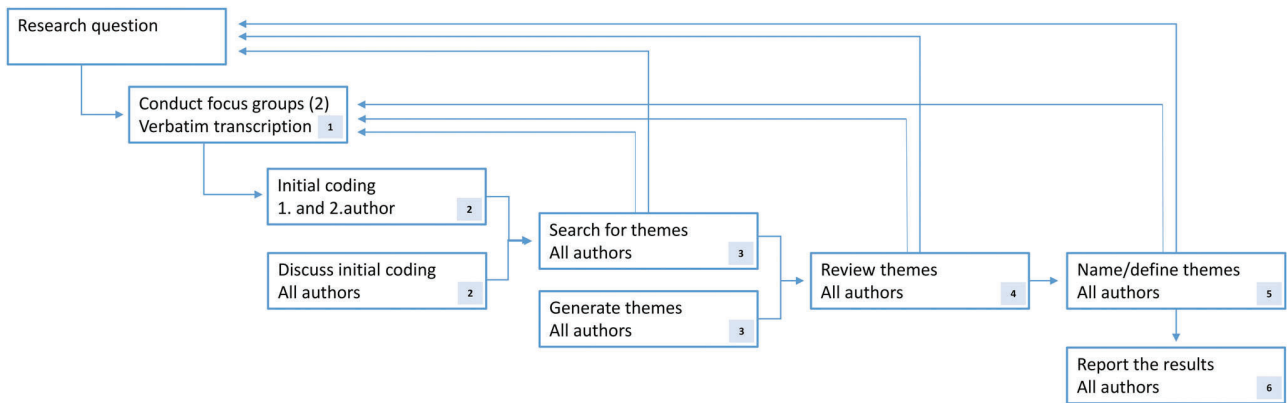 Research question
Conduct focus groups (2)
Verbatim transcription
1
Initial coding
1. and 2.author
2
Discuss initial coding
All authors
2
Search for themes
All authors
3
Generate themes
All authors
3
Review themes
All authors
4
Name/define themes
All authors
5
Report the results
All authors
6